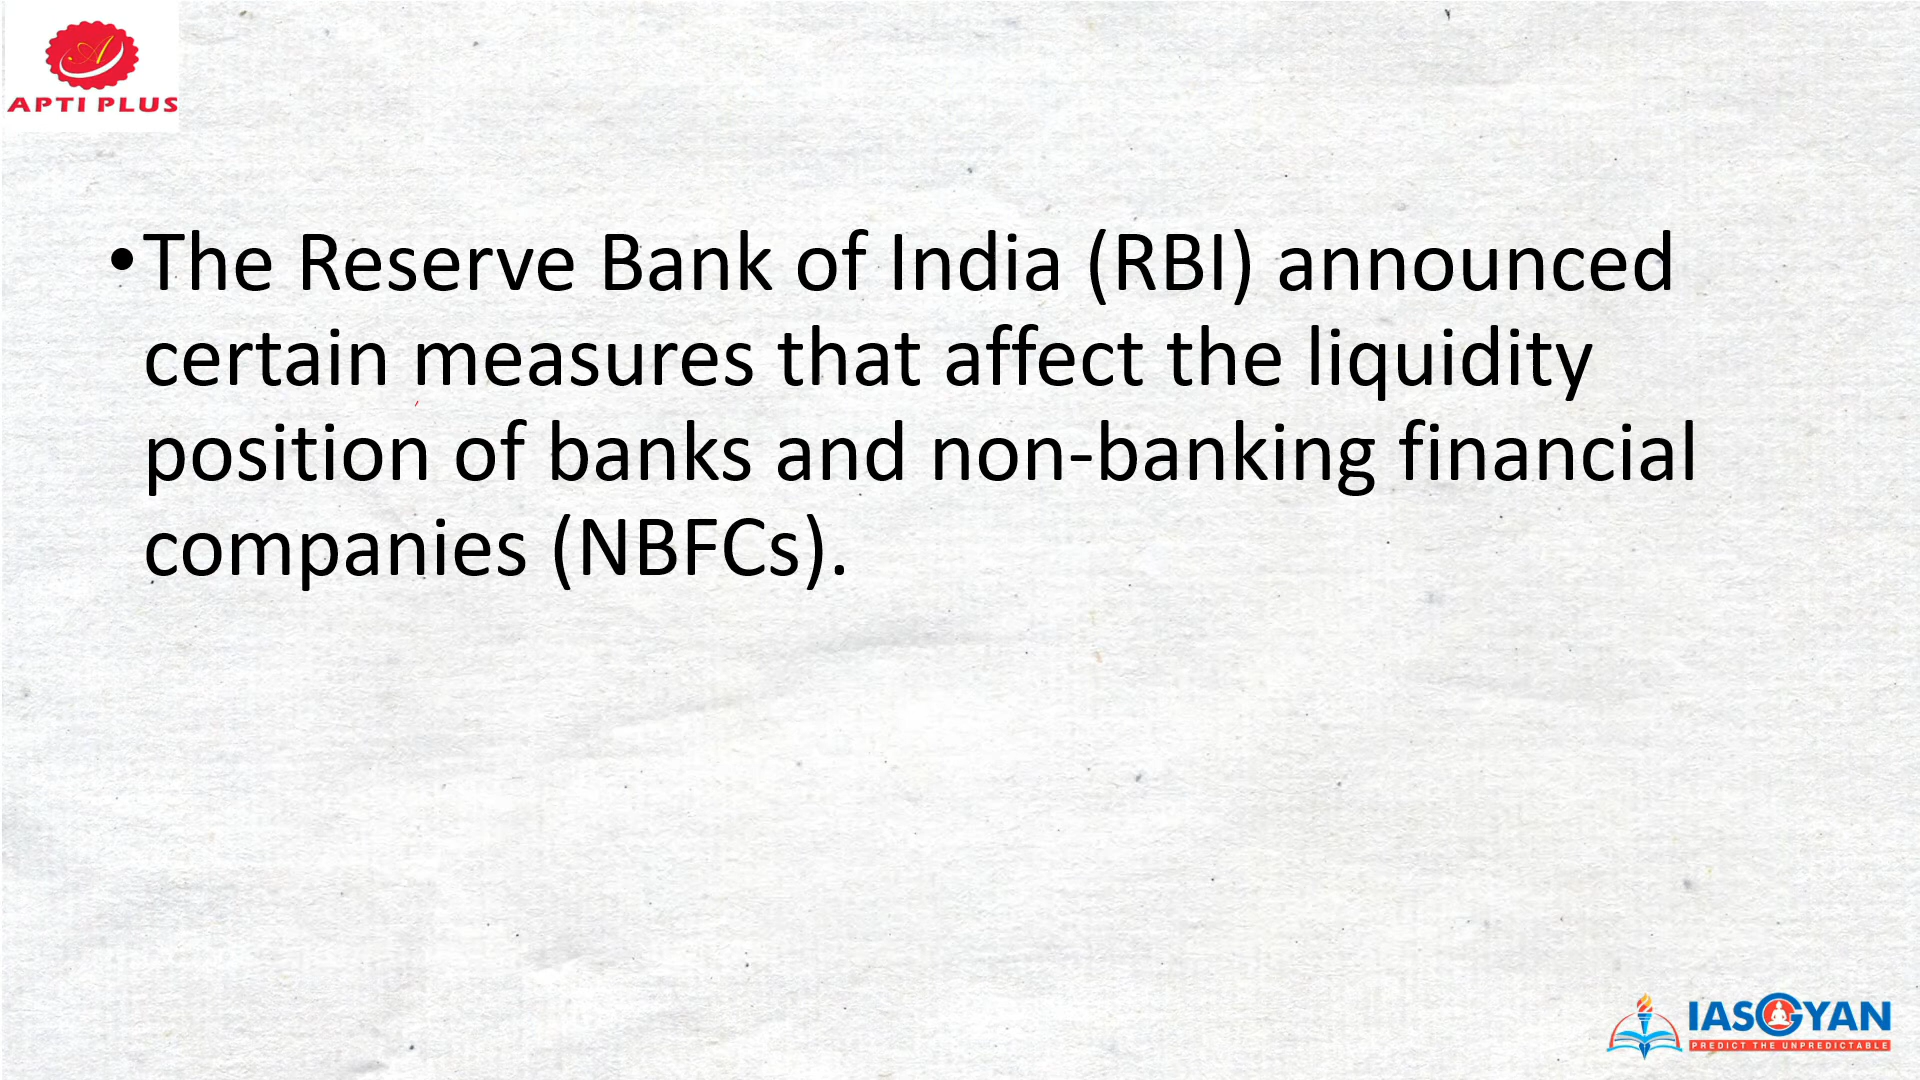 APTI PLUS
•The Reserve Bank of India (RBI) announced
certain measures that affect the liquidity
position of banks and non-banking financial
companies (NBFCs).
IASGYAN
PREDICT THE UNPREDICTABLE